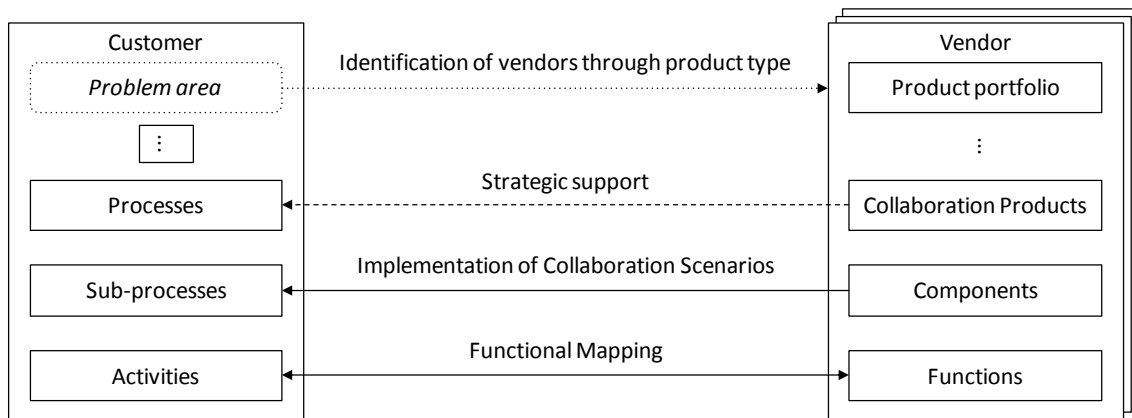 Customer
Vendor
Problem area
Identification of vendors through product type
Product portfolio
⋮
⋮
Processes
Strategic support
Collaboration Products
Sub-processes
Implementation of Collaboration Scenarios
Components
Activities
Functional Mapping
Functions